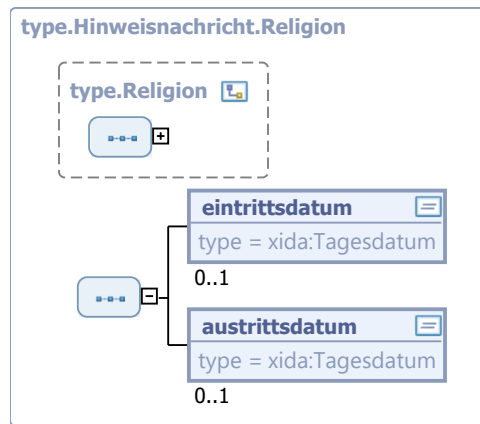 type.Hinweisnachricht.Religion
type.Religion
eintrittsdatum
type = xida:Tagesdatum
0..1
austrittsdatum
type = xida:Tagesdatum
0..1